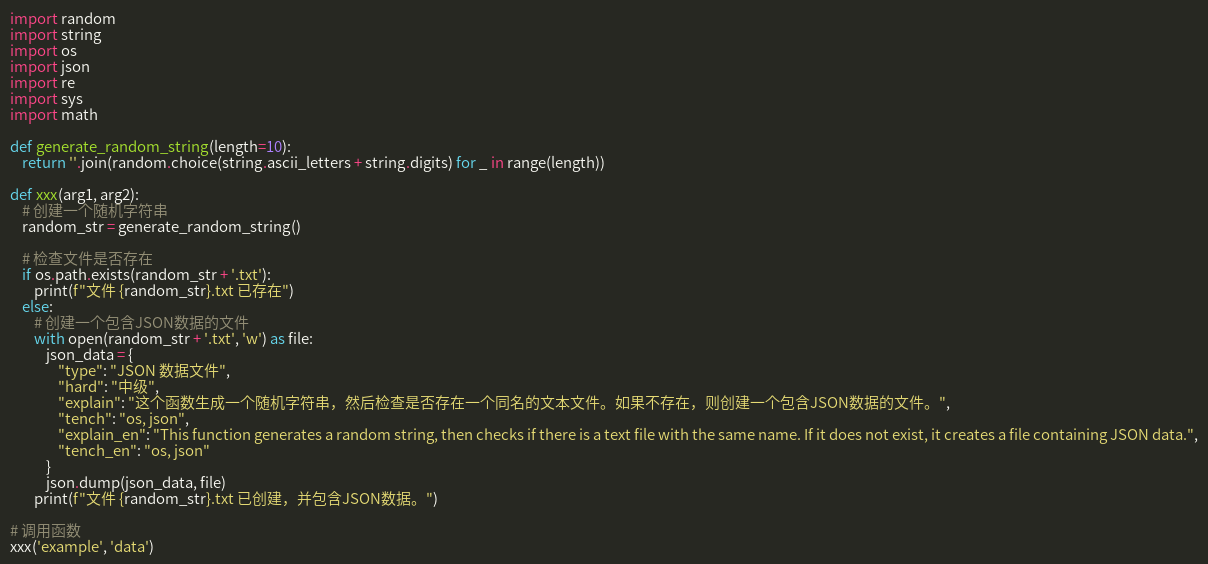 import random
import string
import os
import json
import re
import sys
import math

def generate_random_string(length=10):
    return ''.join(random.choice(string.ascii_letters + string.digits) for _ in range(length))

def xxx(arg1, arg2):
    # 创建一个随机字符串
    random_str = generate_random_string()

    # 检查文件是否存在
    if os.path.exists(random_str + '.txt'):
        print(f"文件 {random_str}.txt 已存在")
    else:
        # 创建一个包含JSON数据的文件
        with open(random_str + '.txt', 'w') as file:
            json_data = {
                "type": "JSON 数据文件",
                "hard": "中级",
                "explain": "这个函数生成一个随机字符串，然后检查是否存在一个同名的文本文件。如果不存在，则创建一个包含JSON数据的文件。",
                "tench": "os, json",
                "explain_en": "This function generates a random string, then checks if there is a text file with the same name. If it does not exist, it creates a file containing JSON data.",
                "tench_en": "os, json"
            }
            json.dump(json_data, file)
        print(f"文件 {random_str}.txt 已创建，并包含JSON数据。")

# 调用函数
xxx('example', 'data')